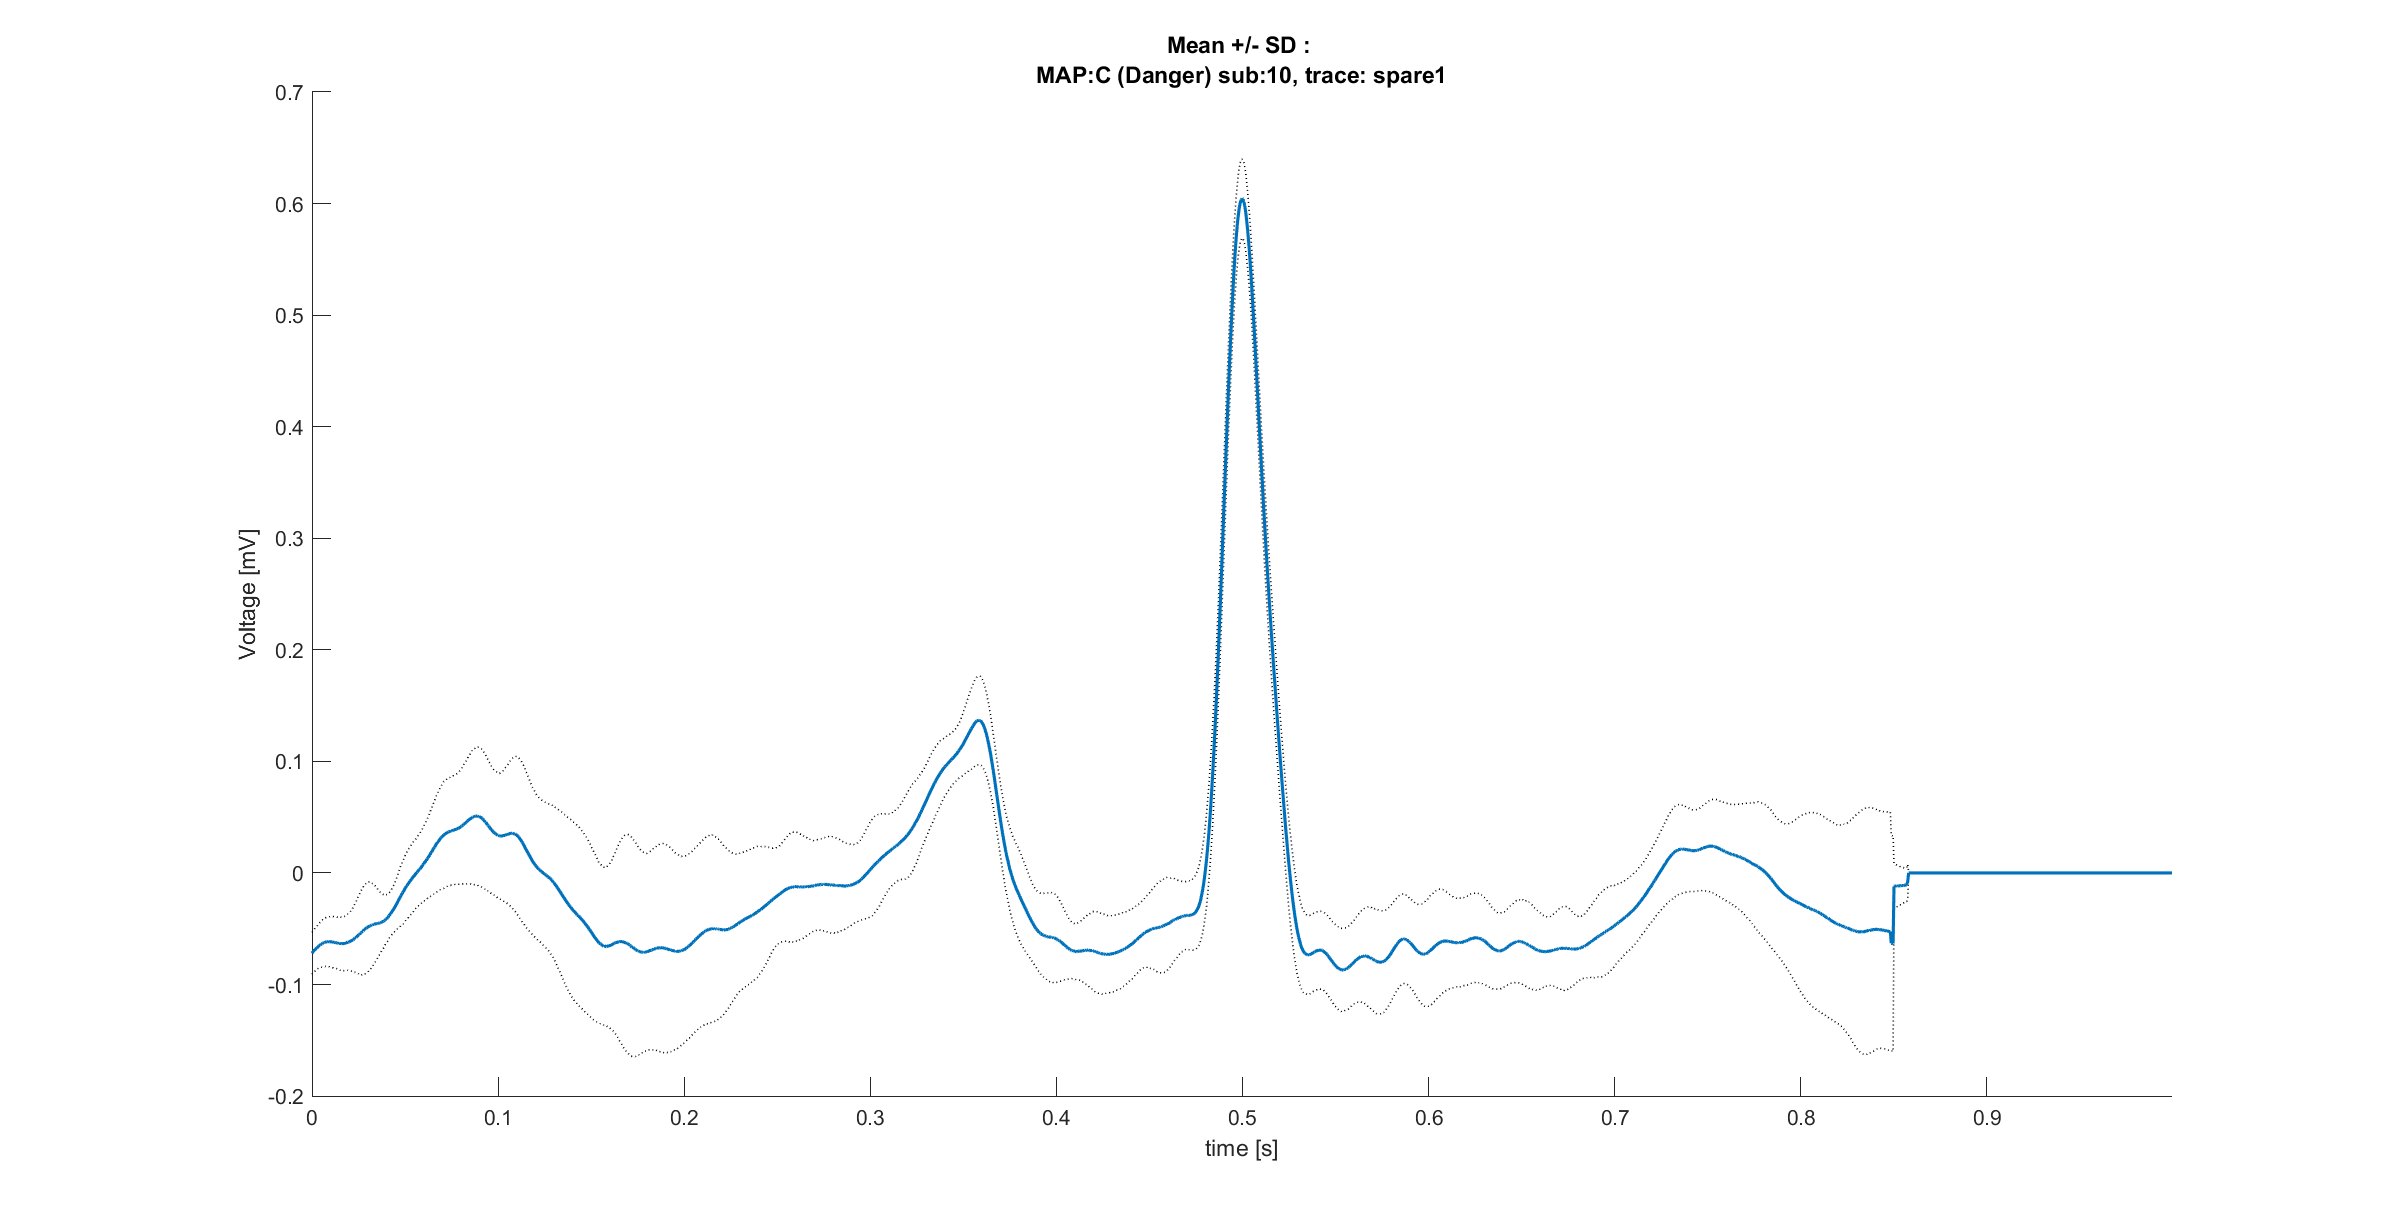 Mean +/- SD :
MAP:C (Danger) sub:10, trace: spare1
0.7
0.6
0.5
0.4
0.3
0.2
0.1
0
-0.1
-0.2
Voltage [mV]
0 0.1 0.2 0.3 0.4 0.5 0.6 0.7 0.8 0.9
time [s]